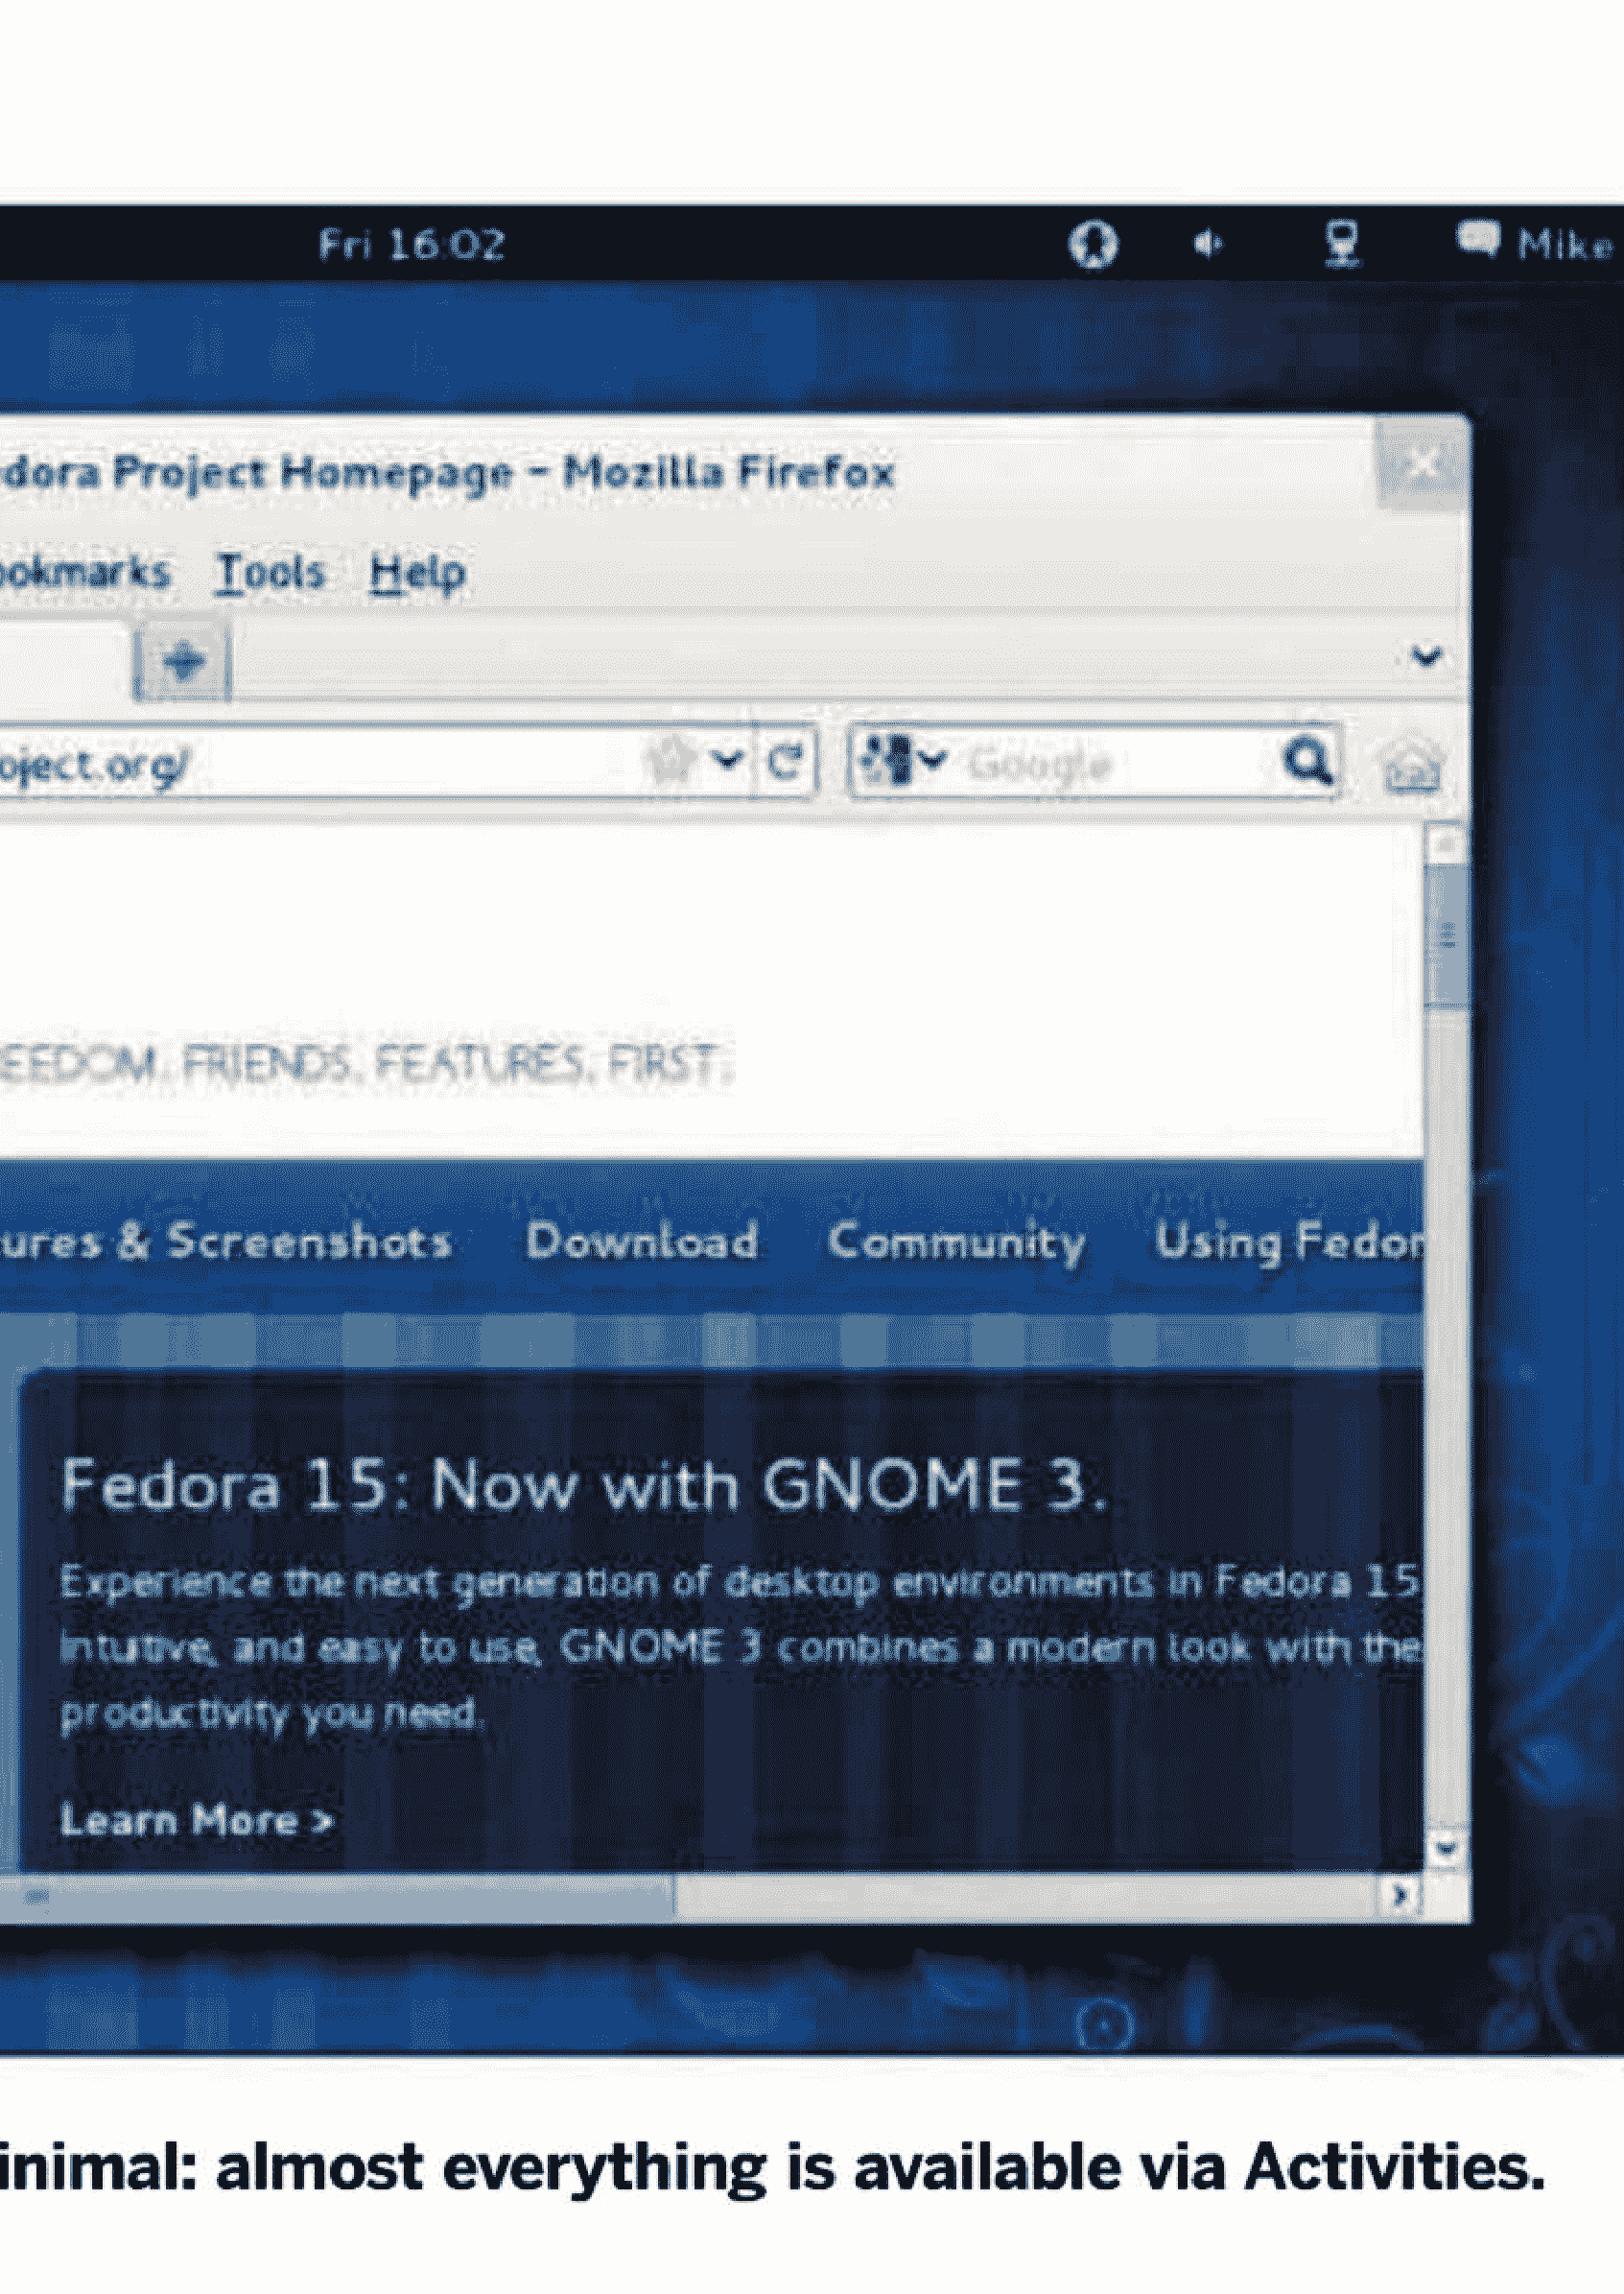 Fri 16:02 Mike
dora Project Homepage - Mozilla Firefox
ookmarks Tools Help
oject.org/ Google
EEDOM. FRIENDS. FEATURES. FIRST.
ures & Screenshots Download Community Using Fedor
Fedora 15: Now with GNOME 3.
Experience the next generation of desktop environments in Fedora 15
Intutive, and easy to use, GNOME 3 combines a modern look with the
productivity you need.
Learn More >
inimal: almost everything is available via Activities.